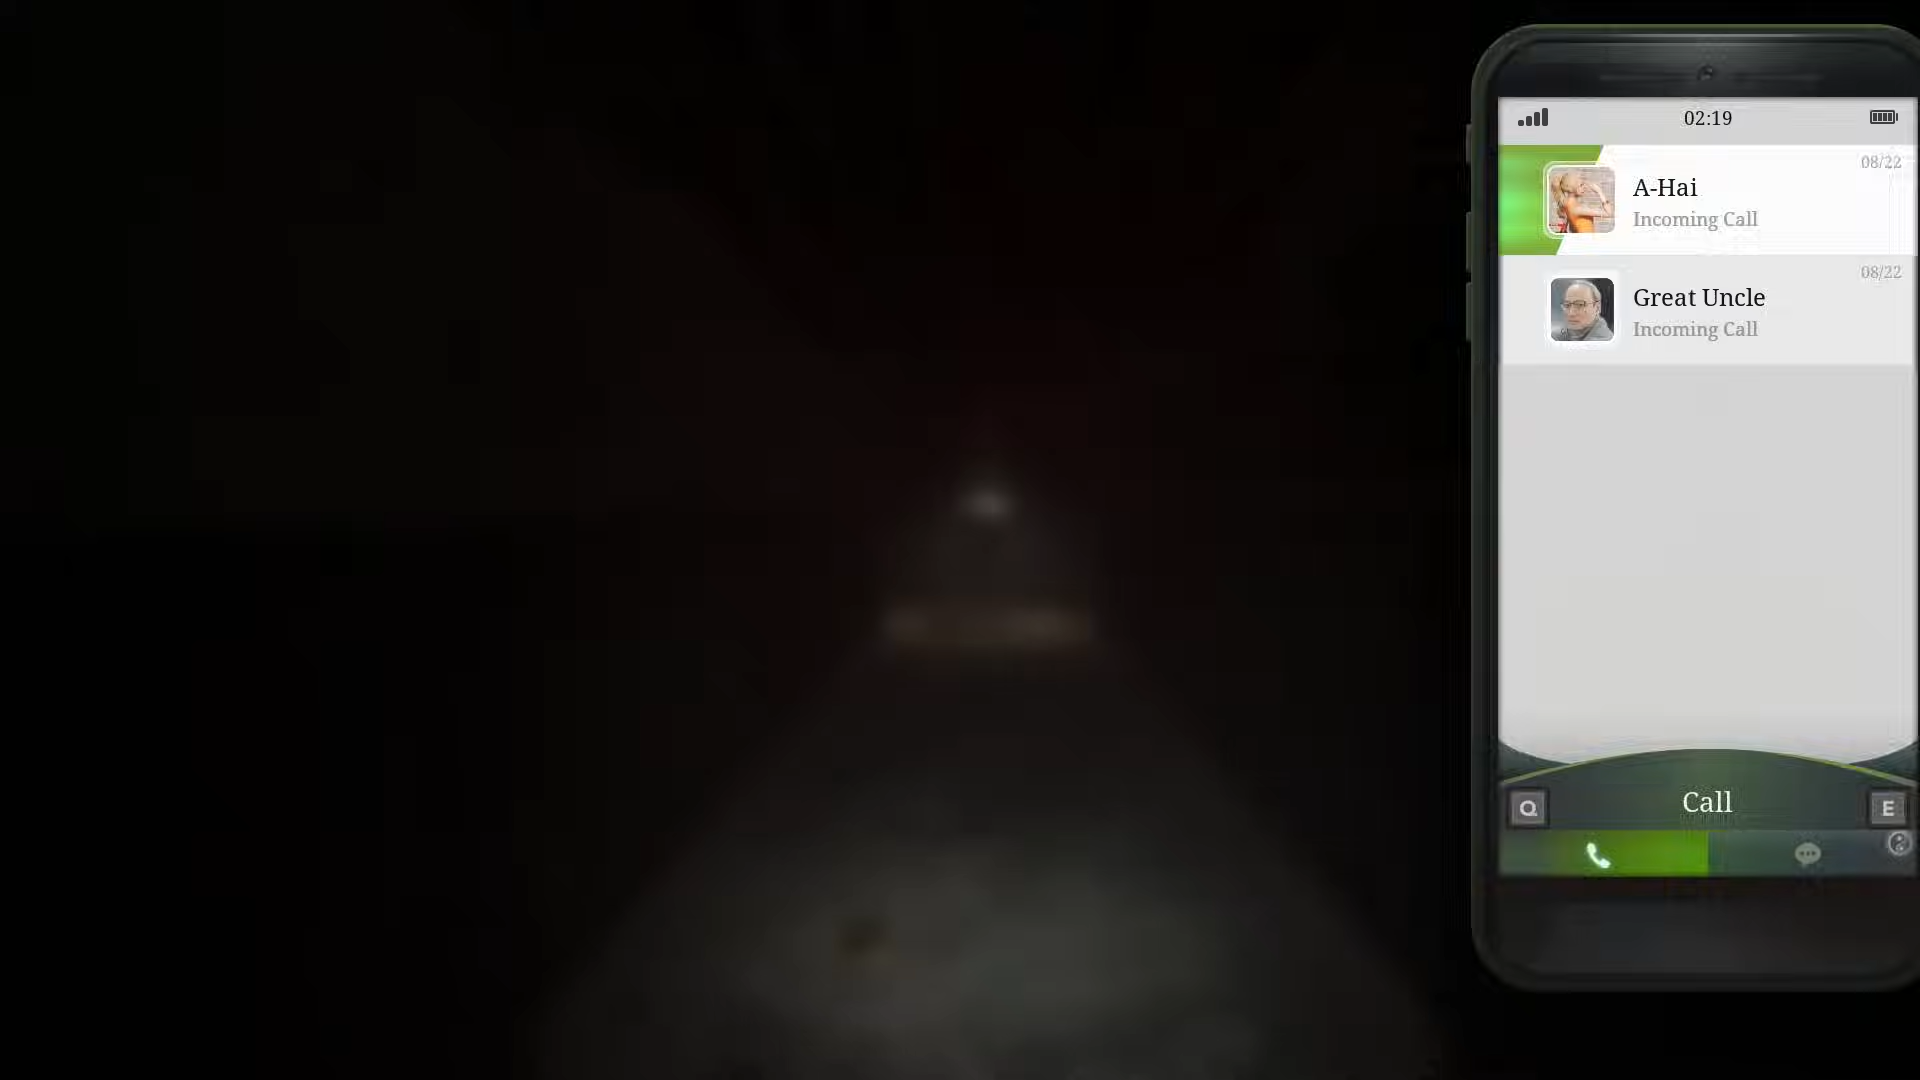 02:19
08/22
A-Hai
Incoming Call
08/22
Great Uncle
Incoming Call
Q
Call
E